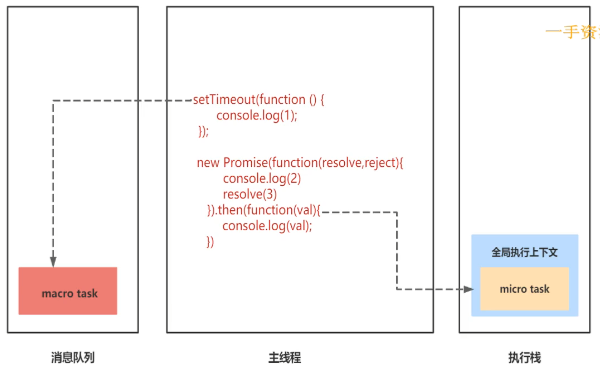 一手资
setTimeout(function () {
console.log(1);
});
new Promise(function(resolve,reject){
console.log(2)
resolve(3)
}).then(function(val){
console.log(val);
})
全局执行上下文
macro task
micro task
消息队列
主线程
执行栈